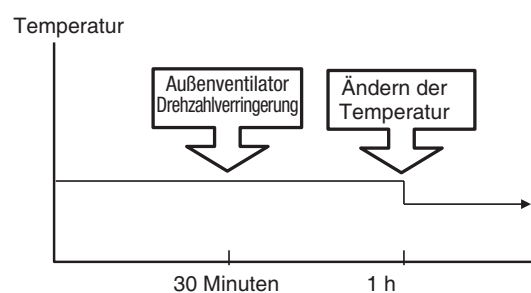 Temperatur
Außenventilator
Drehzahlverringerung
Ändern der
Temperatur
30 Minuten
1 h